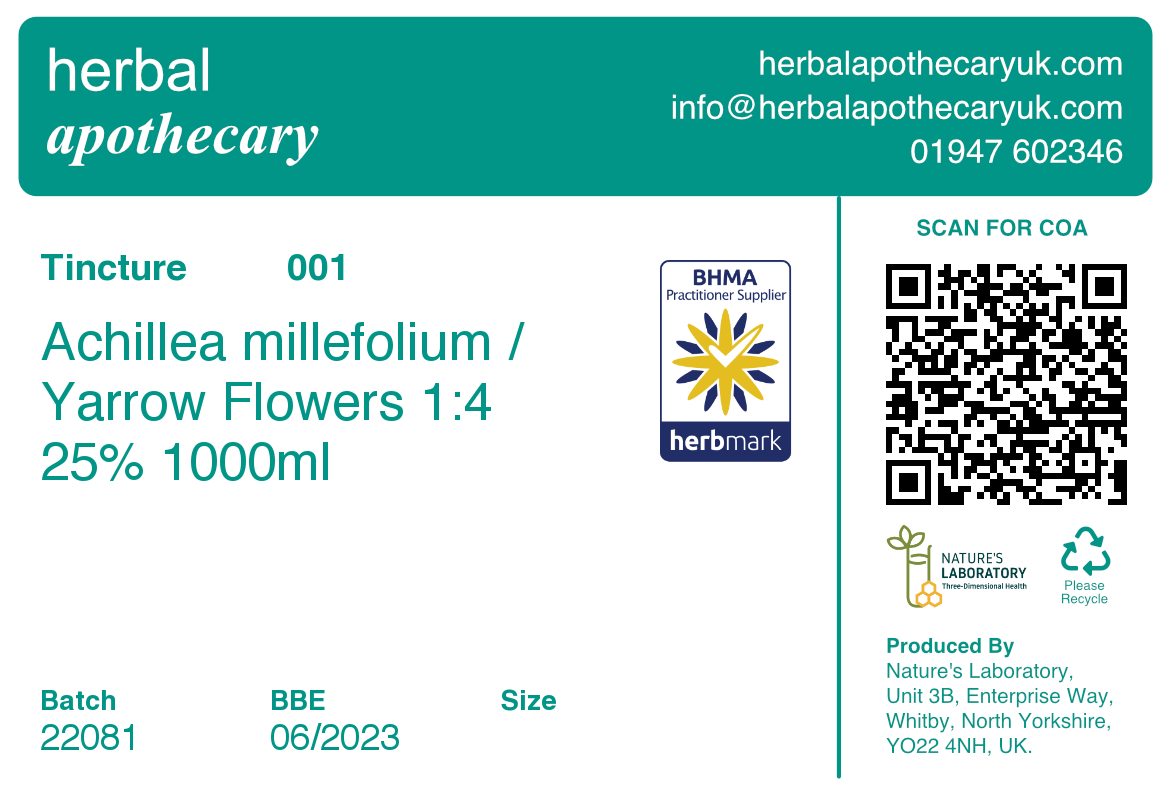 herbal
apothecary
herbalapothecaryuk.com
info@herbalapothecaryuk.com
01947 602346
Tincture 001
Achillea millefolium /
Yarrow Flowers 1:4
25% 1000ml
BHMA
Practitioner Supplier
herbmark
Batch
22081
BBE
06/2023
Size
SCAN FOR COA
NATURE'S
LABORATORY
Three-Dimensional Health
Please
Recycle
Produced By
Nature's Laboratory,
Unit 3B, Enterprise Way,
Whitby, North Yorkshire,
YO22 4NH, UK.